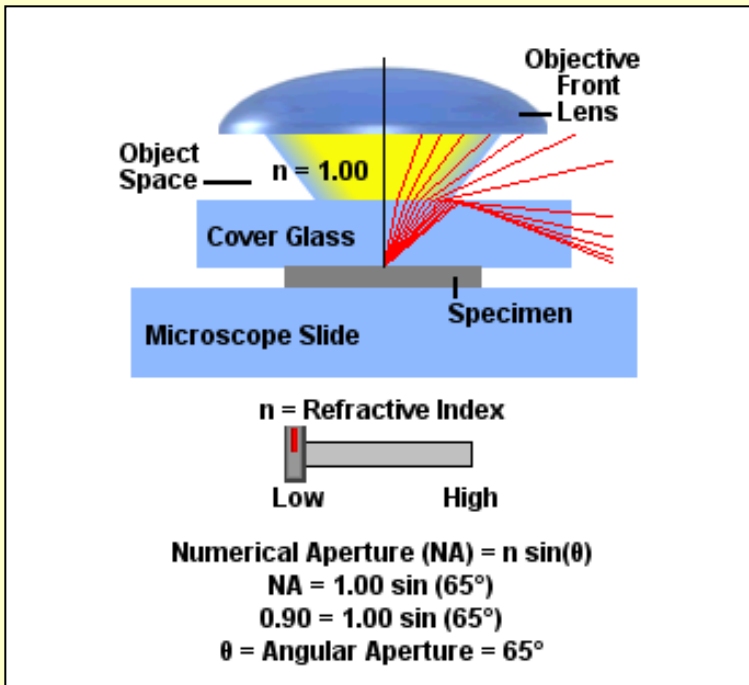 Objective
Front
Lens
Object
Space
n = 1.00
Cover Glass
Specimen
Microscope Slide
n = Refractive Index
Low
High
Numerical Aperture (NA) = n sin(θ)
NA = 1.00 sin (65°)
0.90 = 1.00 sin (65°)
θ = Angular Aperture = 65°